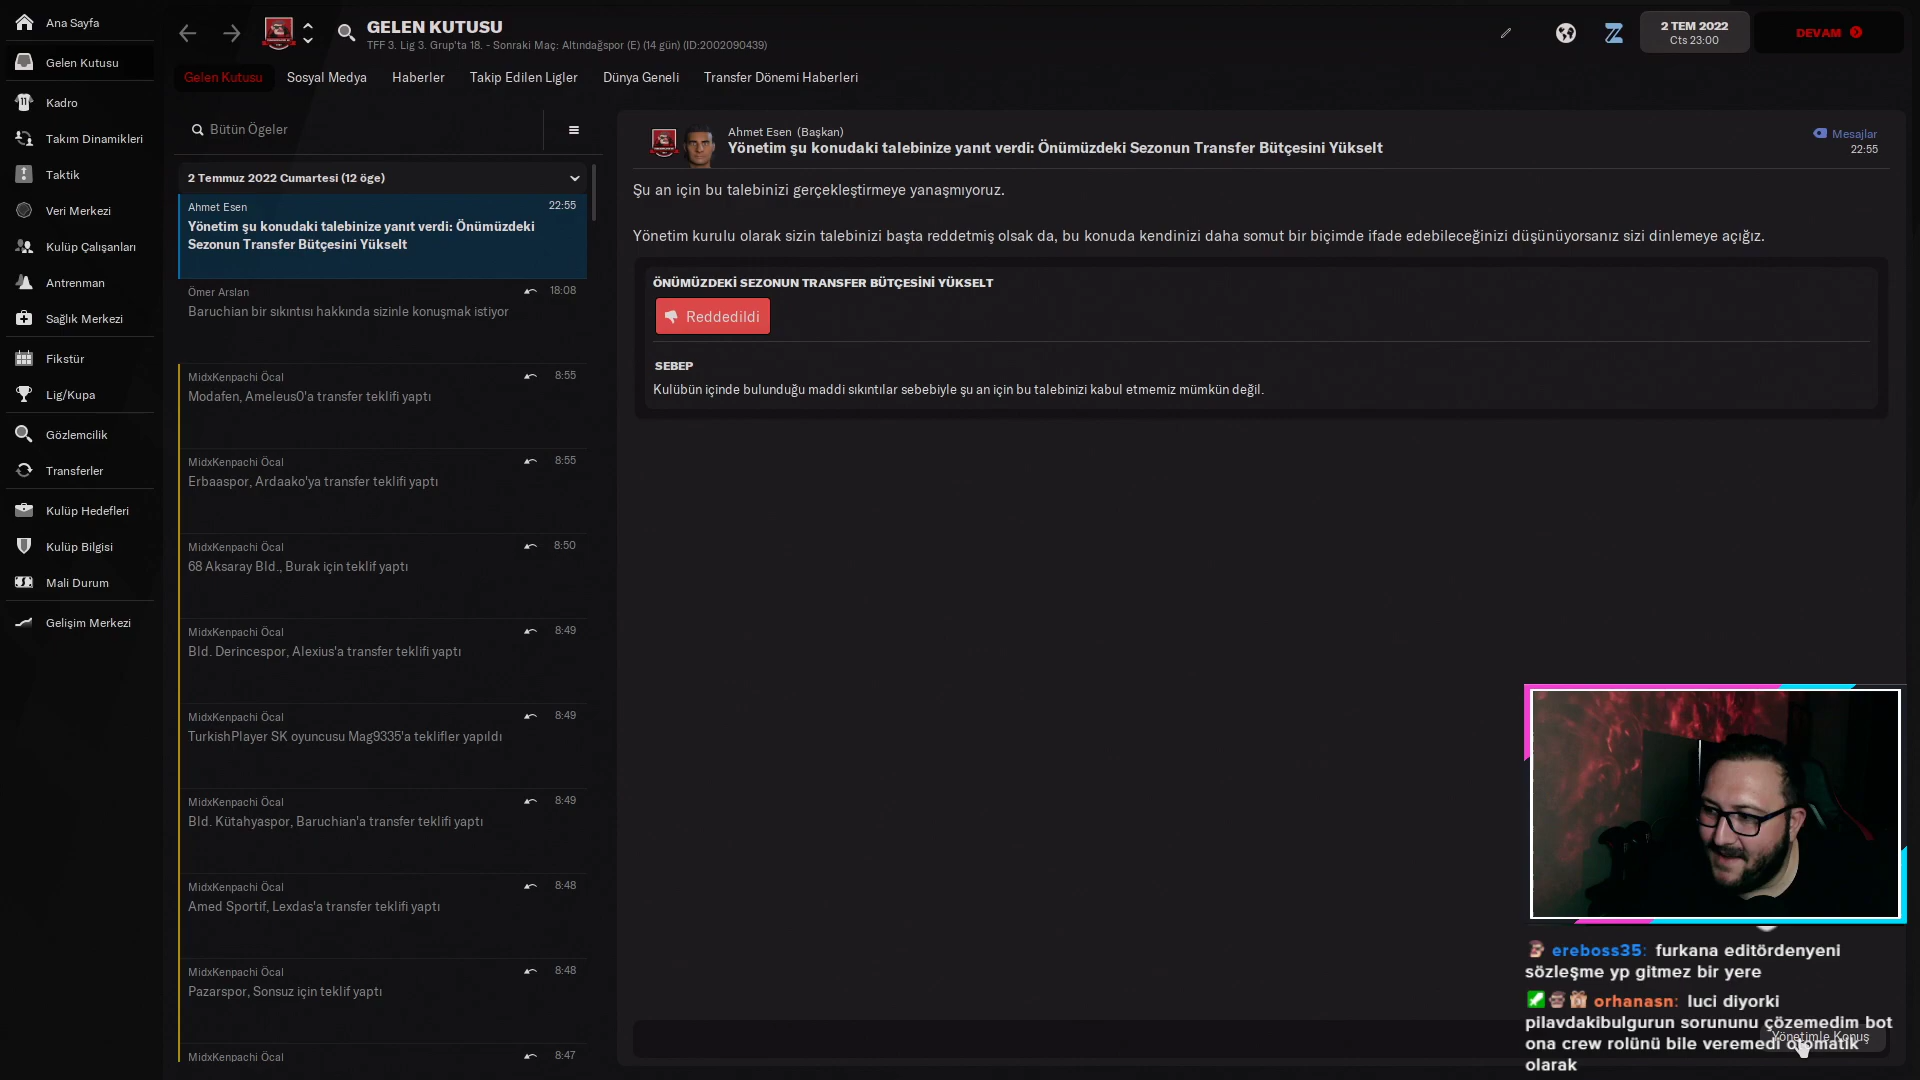 Ana Sayfa
Gelen Kutusu
Kadro
Takım Dinamikleri
Taktik
Veri Merkezi
Kulüp Çalışanları
Antrenman
Sağlık Merkezi
Fikstür
Lig/Kupa
Gözlemcilik
Transferler
Kulüp Hedefleri
Kulüp Bilgisi
Mali Durum
Gelişim Merkezi
GELEN KUTUSU
TFF 3. Lig 3. Grup'ta 18. - Sonraki Maç: Altındağspor (E) (14 gün) (ID:2002090439)
2 TEM 2022
Cts 23:00
DEVAM
Gelen Kutusu Sosyal Medya Haberler Takip Edilen Ligler Dünya Geneli Transfer Dönemi Haberleri
Bütün Ögeler
2 Temmuz 2022 Cumartesi (12 öge)
Ahmet Esen 22:55
Yönetim şu konudaki talebinize yanıt verdi: Önümüzdeki
Sezonun Transfer Bütçesini Yükselt
Ömer Arslan 18:08
Baruchian bir sıkıntısı hakkında sizinle konuşmak istiyor
MidxKenpachi Öcal 8:55
Modafen, Ameleus0'a transfer teklifi yaptı
MidxKenpachi Öcal 8:55
Erbaaspor, Ardaako'ya transfer teklifi yaptı
MidxKenpachi Öcal 8:50
68 Aksaray Bld., Burak için teklif yaptı
MidxKenpachi Öcal 8:49
Bld. Derincespor, Alexius'a transfer teklifi yaptı
MidxKenpachi Öcal 8:49
TurkishPlayer SK oyuncusu Mag9335'a teklifler yapıldı
MidxKenpachi Öcal 8:49
Bld. Kütahyaspor, Baruchian'a transfer teklifi yaptı
MidxKenpachi Öcal 8:48
Amed Sportif, Lexdas'a transfer teklifi yaptı
MidxKenpachi Öcal 8:48
Pazarspor, Sonsuz için teklif yaptı
MidxKenpachi Öcal 8:47
Ahmet Esen (Başkan)
Yönetim şu konudaki talebinize yanıt verdi: Önümüzdeki Sezonun Transfer Bütçesini Yükselt
Mesajlar
22:55
Şu an için bu talebinizi gerçekleştirmeye yanaşmıyoruz.
Yönetim kurulu olarak sizin talebinizi başta reddetmiş olsak da, bu konuda kendinizi daha somut bir biçimde ifade edebileceğinizi düşünüyorsanız sizi dinlemeye açığız.
ÖNÜMÜZDEKİ SEZONUN TRANSFER BÜTÇESİNİ YÜKSELT
Reddedildi
SEBEP
Kulübün içinde bulunduğu maddi sıkıntılar sebebiyle şu an için bu talebinizi kabul etmemiz mümkün değil.
ereboss35: furkana editördenyeni
sözleşme yp gitmez bir yere
orhanasn: luci diyorki
pilavdakibulgurun sorununu çözemedim bot
Yönetimle Konuş
ona crew rolünü bile veremedi otomatik
olarak